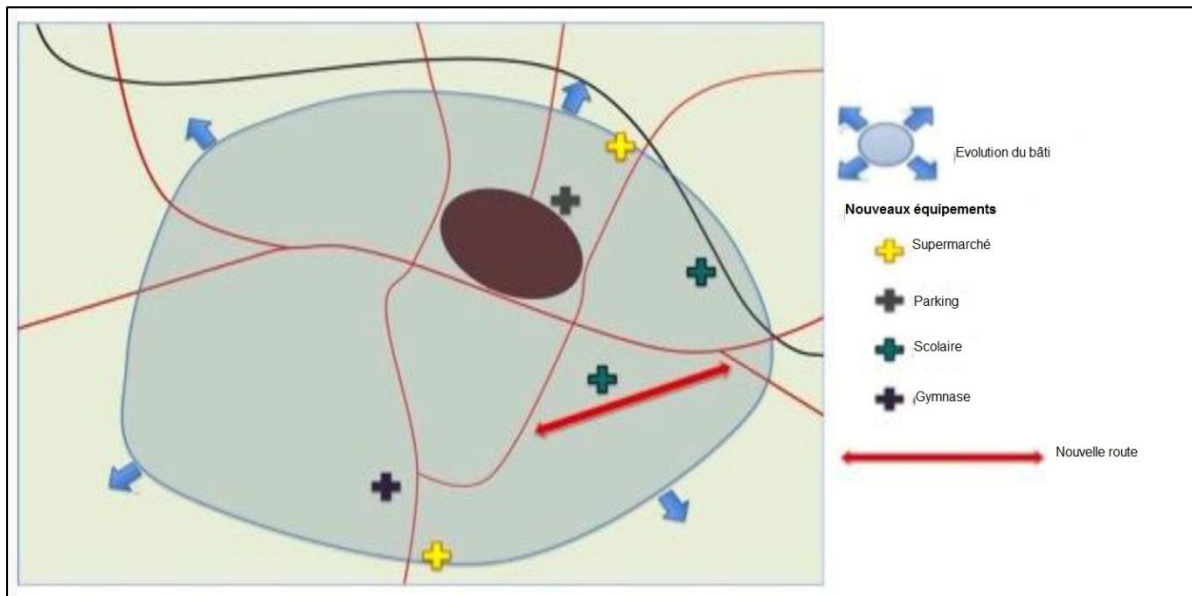 Evolution du bâti
Nouveaux équipements
Supermarché
Parking
Scolaire
Gymnase
Nouvelle route